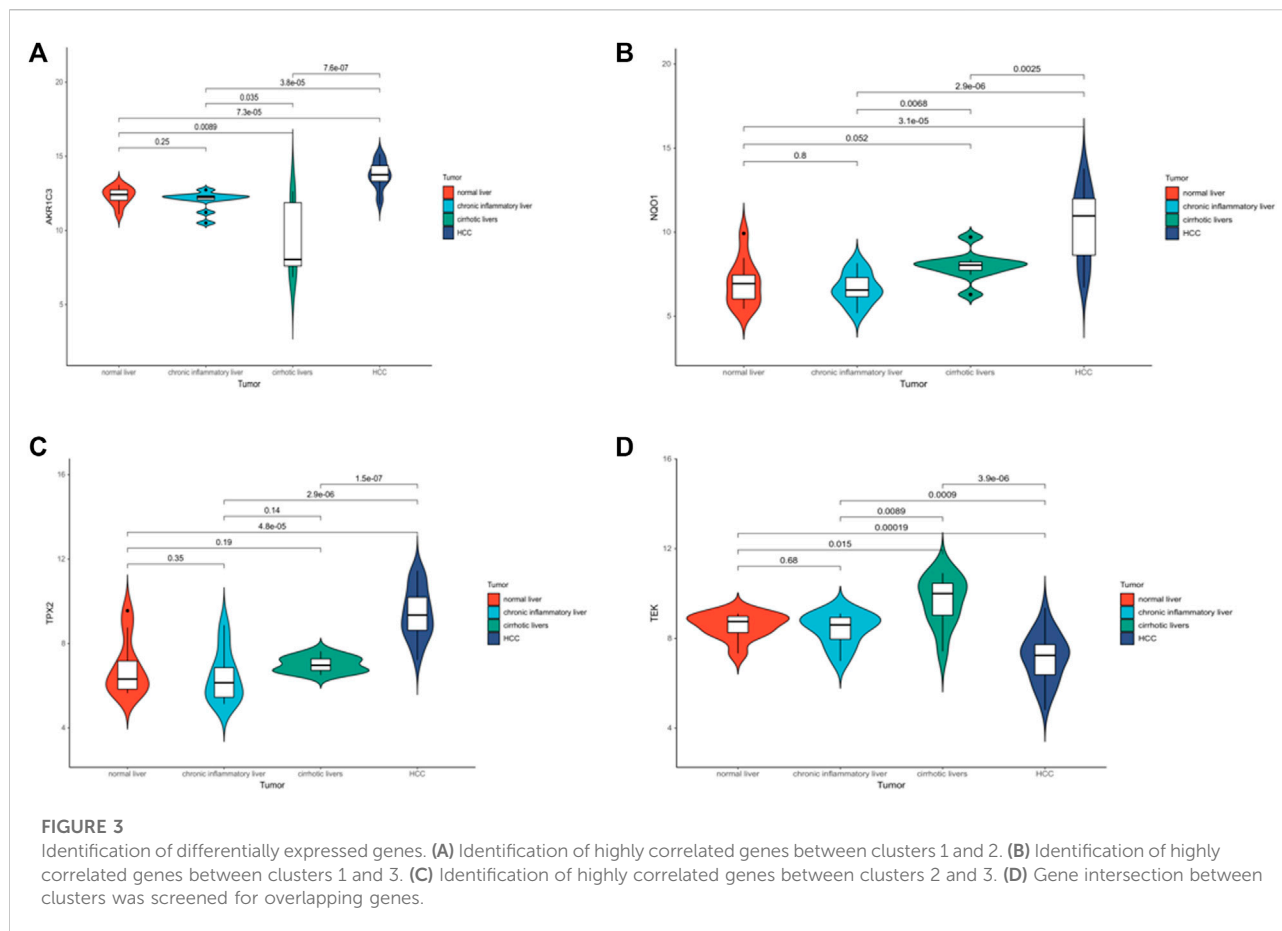 A
AKR1C3
20
15
10
5
7.6e-07
3.8e-05
0.035
7.3e-05
0.0089
0.25
normal liver
chronic inflammatory liver
cirrhotic livers
HCC
Tumor
Tumor
normal liver
chronic inflammatory liver
cirrhotic livers
HCC
B
NQO1
20
15
10
5
0.0025
2.9e-06
0.0068
3.1e-05
0.052
0.8
normal liver
chronic inflammatory liver
cirrhotic livers
HCC
Tumor
Tumor
normal liver
chronic inflammatory liver
cirrhotic livers
HCC
C
TPX2
16
12
8
4
1.5e-07
2.9e-06
0.14
4.8e-05
0.19
0.35
normal liver
chronic inflammatory liver
cirrhotic livers
HCC
Tumor
Tumor
normal liver
chronic inflammatory liver
cirrhotic livers
HCC
D
TEK
16
12
8
4
3.9e-06
0.0009
0.0089
0.00019
0.015
0.68
normal liver
chronic inflammatory liver
cirrhotic livers
HCC
Tumor
Tumor
normal liver
chronic inflammatory liver
cirrhotic livers
HCC
FIGURE 3
Identification of differentially expressed genes. (A) Identification of highly correlated genes between clusters 1 and 2. (B) Identification of highly
correlated genes between clusters 1 and 3. (C) Identification of highly correlated genes between clusters 2 and 3. (D) Gene intersection between
clusters was screened for overlapping genes.